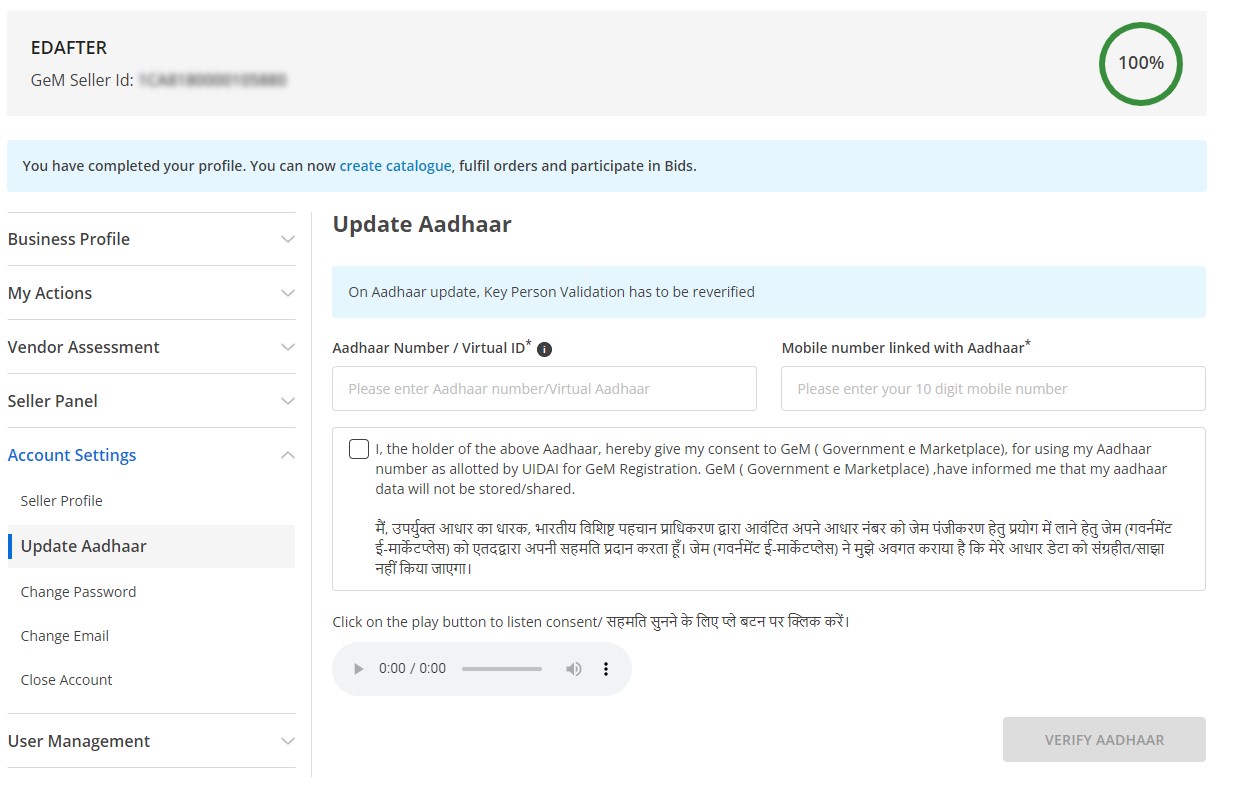 EDAFTER
GeM Seller Id:
100%
You have completed your profile. You can now create catalogue, fulfil orders and participate in Bids.
Business Profile
My Actions
Vendor Assessment
Seller Panel
Account Settings
Seller Profile
Update Aadhaar
Change Password
Change Email
Close Account
User Management
Update Aadhaar
On Aadhaar update, Key Person Validation has to be reverified
Aadhaar Number / Virtual ID*
Please enter Aadhaar number/Virtual Aadhaar
Mobile number linked with Aadhaar*
Please enter your 10 digit mobile number
I, the holder of the above Aadhaar, hereby give my consent to GeM ( Government e Marketplace), for using my Aadhaar
number as allotted by UIDAI for GeM Registration. GeM ( Government e Marketplace) ,have informed me that my aadhaar
data will not be stored/shared.
मैं, उपर्युक्त आधार का धारक, भारतीय विशिष्ट पहचान प्राधिकरण द्वारा आवंटित अपने आधार नंबर को जेम पंजीकरण हेतु प्रयोग में लाने हेतु जेम (गवर्नमेंट
ई-मार्केटप्लेस) को एतदद्वारा अपनी सहमति प्रदान करता हूँ। जेम (गवर्नमेंट ई-मार्केटप्लेस) ने मुझे अवगत कराया है कि मेरे आधार डेटा को संग्रहीत/साझा
नहीं किया जाएगा।
Click on the play button to listen consent/ सहमति सुनने के लिए प्ले बटन पर क्लिक करें।
0:00 / 0:00
VERIFY AADHAAR